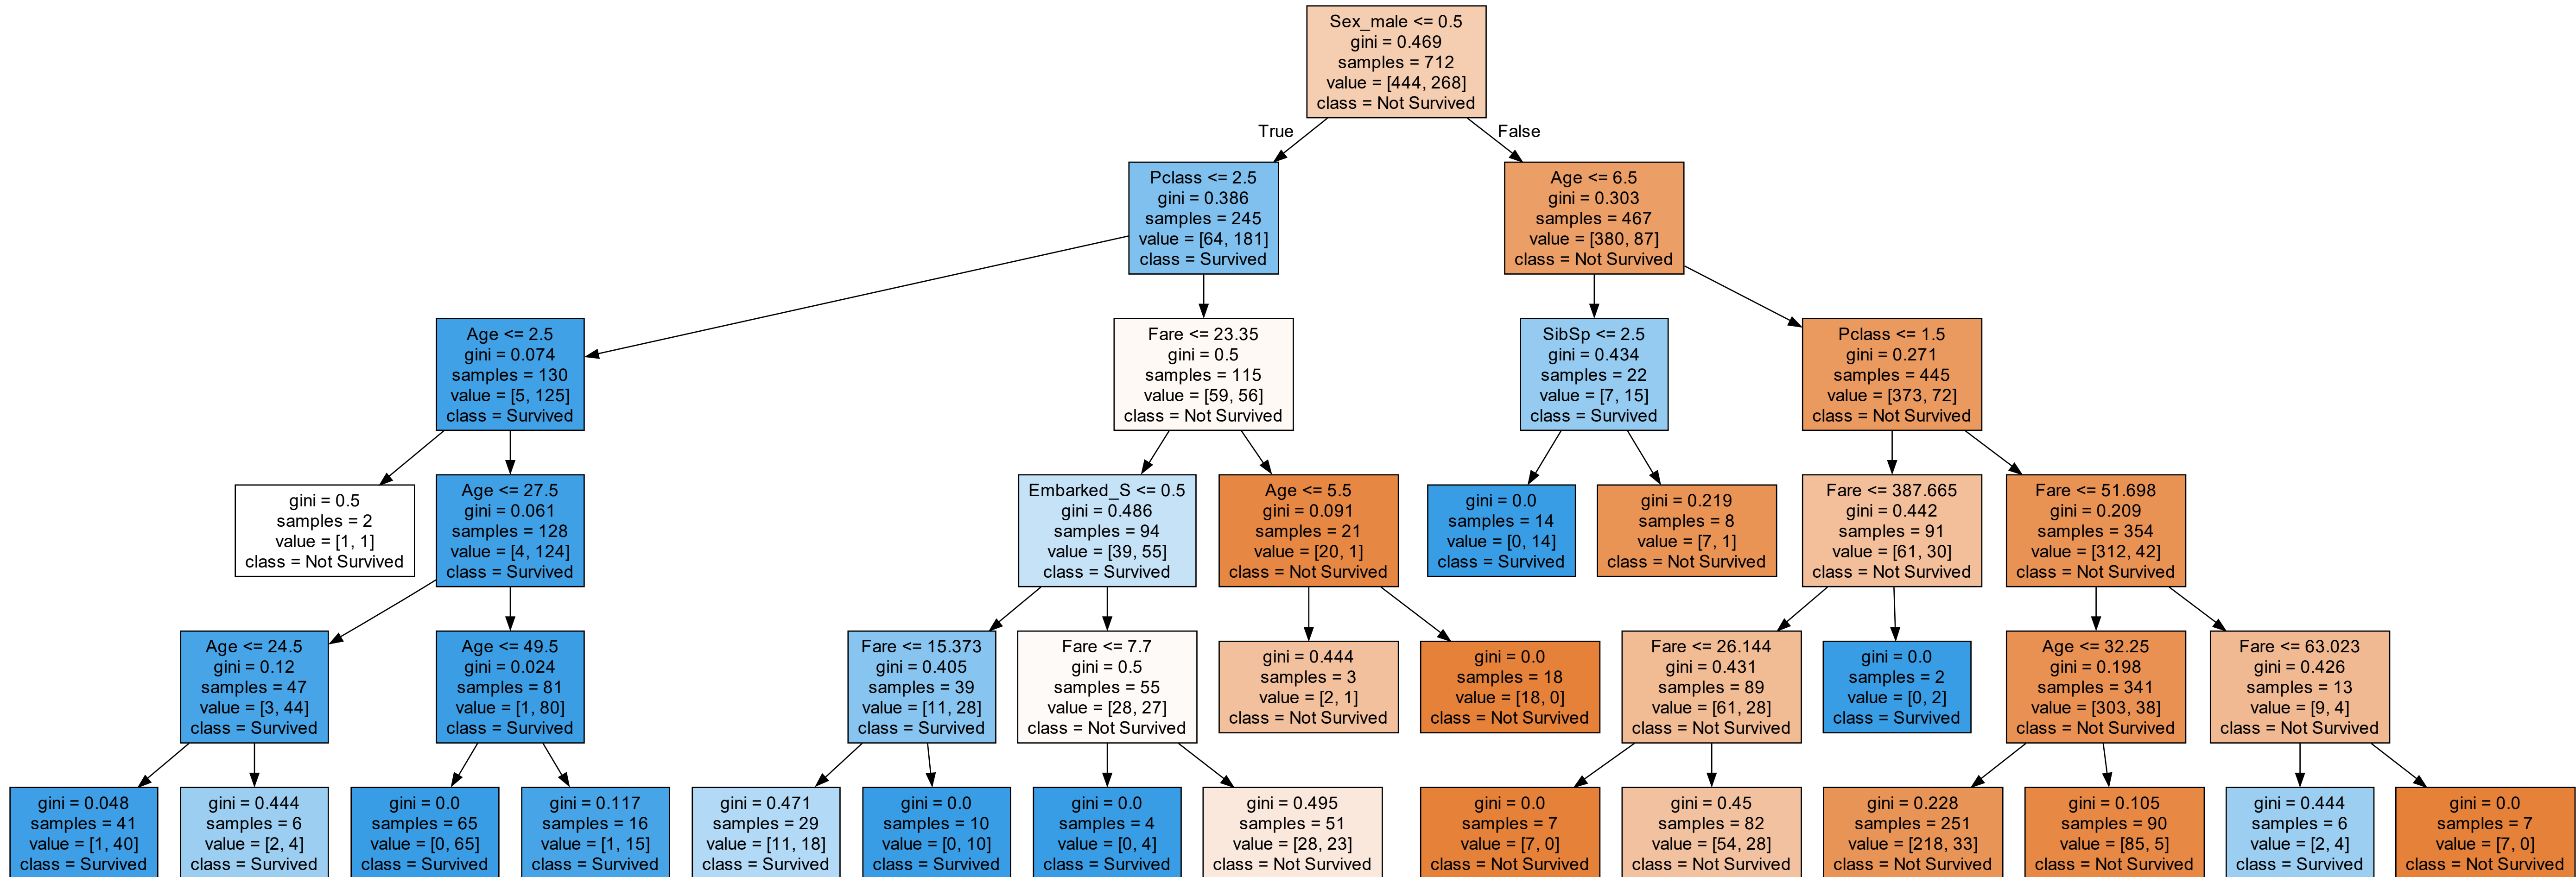 Sex_male <= 0.5
gini = 0.469
samples = 712
value = [444, 268]
class = Not Survived
True
False
Pclass <= 2.5
gini = 0.386
samples = 245
value = [64, 181]
class = Survived
Age <= 6.5
gini = 0.303
samples = 467
value = [380, 87]
class = Not Survived
Age <= 2.5
gini = 0.074
samples = 130
value = [5, 125]
class = Survived
Fare <= 23.35
gini = 0.5
samples = 115
value = [59, 56]
class = Not Survived
SibSp <= 2.5
gini = 0.434
samples = 22
value = [7, 15]
class = Survived
Pclass <= 1.5
gini = 0.271
samples = 445
value = [373, 72]
class = Not Survived
gini = 0.5
samples = 2
value = [1, 1]
class = Not Survived
Age <= 27.5
gini = 0.061
samples = 128
value = [4, 124]
class = Survived
Embarked_S <= 0.5
gini = 0.486
samples = 94
value = [39, 55]
class = Survived
Age <= 5.5
gini = 0.091
samples = 21
value = [20, 1]
class = Not Survived
gini = 0.0
samples = 14
value = [0, 14]
class = Survived
gini = 0.219
samples = 8
value = [7, 1]
class = Not Survived
Fare <= 387.665
gini = 0.442
samples = 91
value = [61, 30]
class = Not Survived
Fare <= 51.698
gini = 0.209
samples = 354
value = [312, 42]
class = Not Survived
Age <= 24.5
gini = 0.12
samples = 47
value = [3, 44]
class = Survived
Age <= 49.5
gini = 0.024
samples = 81
value = [1, 80]
class = Survived
Fare <= 15.373
gini = 0.405
samples = 39
value = [11, 28]
class = Survived
Fare <= 7.7
gini = 0.5
samples = 55
value = [28, 27]
class = Not Survived
gini = 0.444
samples = 3
value = [2, 1]
class = Not Survived
gini = 0.0
samples = 18
value = [18, 0]
class = Not Survived
Fare <= 26.144
gini = 0.431
samples = 89
value = [61, 28]
class = Not Survived
gini = 0.0
samples = 2
value = [0, 2]
class = Survived
Age <= 32.25
gini = 0.198
samples = 341
value = [303, 38]
class = Not Survived
Fare <= 63.023
gini = 0.426
samples = 13
value = [9, 4]
class = Not Survived
gini = 0.048
samples = 41
value = [1, 40]
class = Survived
gini = 0.444
samples = 6
value = [2, 4]
class = Survived
gini = 0.0
samples = 65
value = [0, 65]
class = Survived
gini = 0.117
samples = 16
value = [1, 15]
class = Survived
gini = 0.471
samples = 29
value = [11, 18]
class = Survived
gini = 0.0
samples = 10
value = [0, 10]
class = Survived
gini = 0.0
samples = 4
value = [0, 4]
class = Survived
gini = 0.495
samples = 51
value = [28, 23]
class = Not Survived
gini = 0.0
samples = 7
value = [7, 0]
class = Not Survived
gini = 0.45
samples = 82
value = [54, 28]
class = Not Survived
gini = 0.228
samples = 251
value = [218, 33]
class = Not Survived
gini = 0.105
samples = 90
value = [85, 5]
class = Not Survived
gini = 0.444
samples = 6
value = [2, 4]
class = Survived
gini = 0.0
samples = 7
value = [7, 0]
class = Not Survived